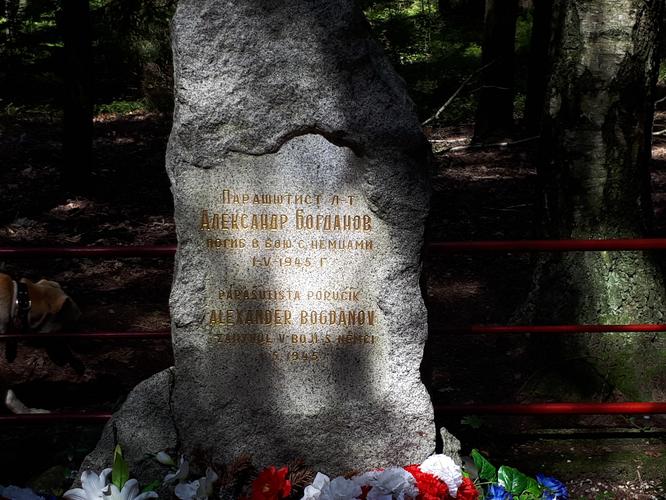 Парашютист л-т
Александр Богданов
погиб в бою с немцами
1-V-1945 г.
Parašutista poručík
ALEXANDER BOGDANOV
zahynul v boji s Němci
1.5.1945